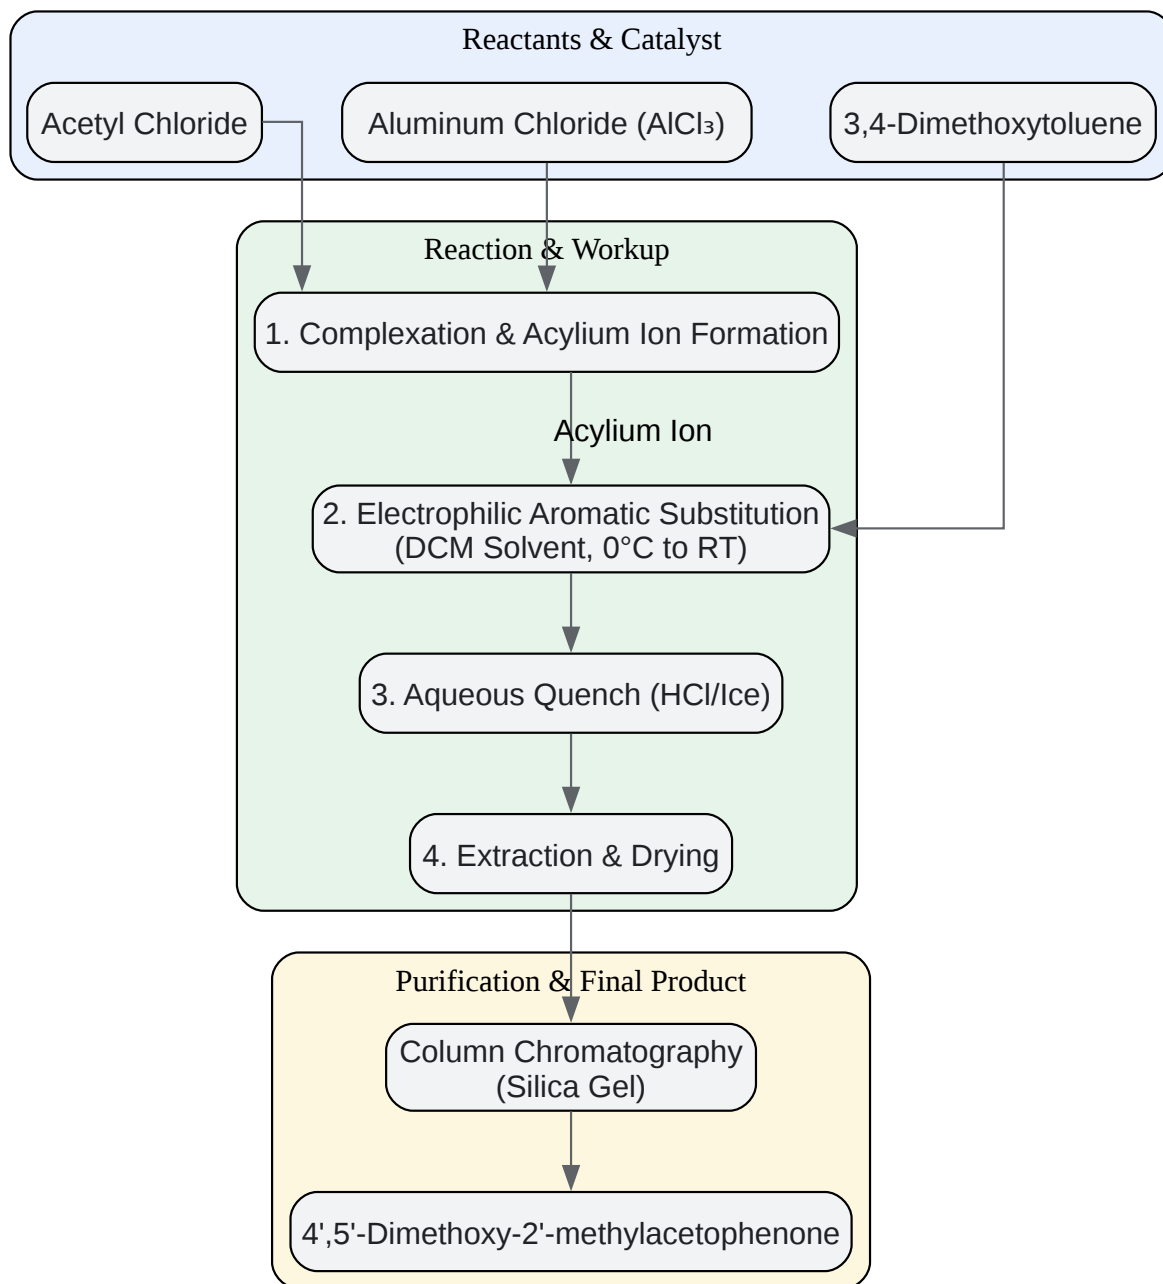 Reactants & Catalyst
Acetyl Chloride
Aluminum Chloride (AlCl₃)
3,4-Dimethoxytoluene
Reaction & Workup
1. Complexation & Acylium Ion Formation
Acylium Ion
2. Electrophilic Aromatic Substitution
(DCM Solvent, 0°C to RT)
3. Aqueous Quench (HCl/Ice)
4. Extraction & Drying
Purification & Final Product
Column Chromatography
(Silica Gel)
4',5'-Dimethoxy-2'-methylacetophenone